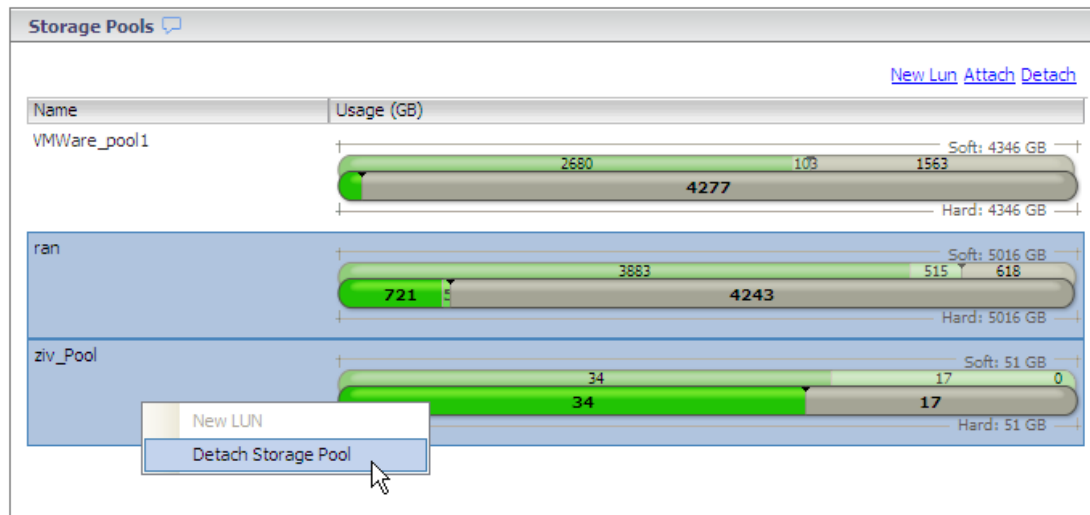 Storage Pools
New Lun Attach Detach
Name Usage (GB)
VMWare_pool1
Soft: 4346 GB
2680 103 1563
4277
Hard: 4346 GB
ran
Soft: 5016 GB
3883 515 618
721 5 4243
Hard: 5016 GB
ziv_Pool
Soft: 51 GB
34 17 0
34 17
Hard: 51 GB
New LUN
Detach Storage Pool